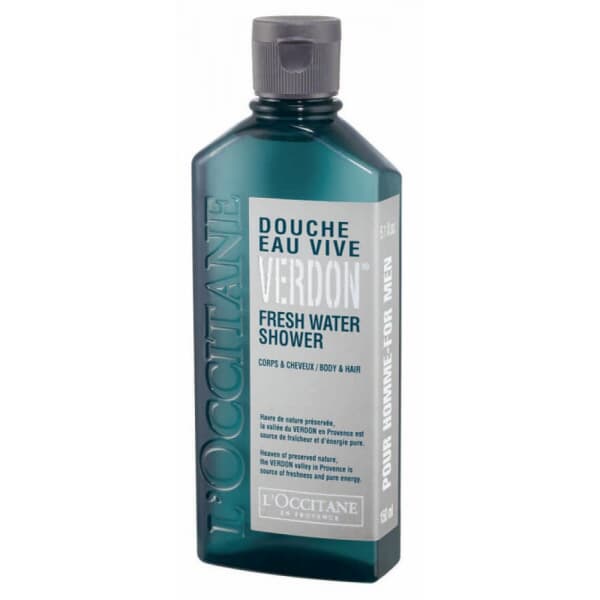 L'OCCITANE
DOUCHE
EAU VIVE
VERDON®
FRESH WATER
SHOWER
CORPS & CHEVEUX / BODY & HAIR
Havre de nature préservée,
la vallée du VERDON en Provence est
source de fraîcheur et d'énergie pure.
Heaven of preserved nature,
the VERDON valley in Provence is
source of freshness and pure energy.
L'OCCITANE
EN PROVENCE
POUR HOMME-FOR MEN
150 ml